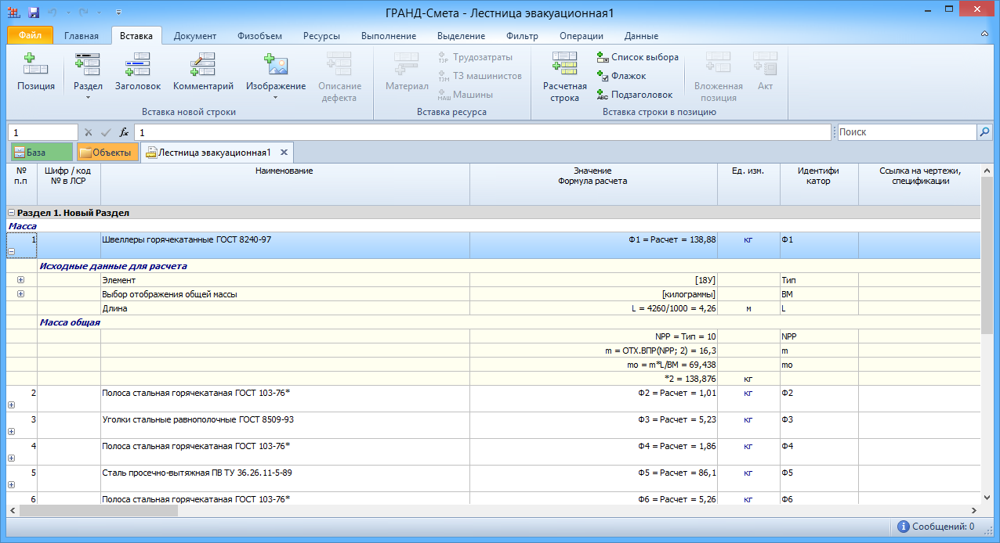 ГРАНД-Смета - Лестница эвакуационная1
Файл Главная Вставка Документ Физобъем Ресурсы Выполнение Выделение Фильтр Операции Данные
Позиция
Раздел
Заголовок
Комментарий
Изображение
Описание
дефекта
Вставка новой строки
Материал
ТЗР Трудозатраты
ТЗМ ТЗ машинистов
МАШ Машины
Вставка ресурса
Расчетная
строка
Список выбора
Флажок
ABC Подзаголовок
Вложенная
позиция
Акт
Вставка строки в позицию
1 fx 1 Поиск
База Объекты Лестница эвакуационная1
№
п.п
Шифр / код
№ в ЛСР
Наименование
Значение
Формула расчета
Ед. изм.
Идентифи
катор
Ссылка на чертежи,
спецификации
Раздел 1. Новый Раздел
Масса
1 Швеллеры горячекатанные ГОСТ 8240-97 Ф1 = Расчет = 138,88 кг Ф1
Исходные данные для расчета
Элемент [18У] Тип
Выбор отображения общей массы [килограммы] ВМ
Длина L = 4260/1000 = 4,26 м L
Масса общая
NPP = Тип = 10 NPP
m = ОТХ.ВПР(NPP; 2) = 16,3 m
mo = m*L/ВМ = 69,438 mo
*2 = 138,876 кг
2 Полоса стальная горячекатаная ГОСТ 103-76* Ф2 = Расчет = 1,01 кг Ф2
3 Уголки стальные равнополочные ГОСТ 8509-93 Ф3 = Расчет = 5,23 кг Ф3
4 Полоса стальная горячекатаная ГОСТ 103-76* Ф4 = Расчет = 1,86 кг Ф4
5 Сталь просечно-вытяжная ПВ ТУ 36.26.11-5-89 Ф5 = Расчет = 86,1 кг Ф5
6 Полоса стальная горячекатаная ГОСТ 103-76* Ф6 = Расчет = 5,26 кг Ф6
Сообщений: 0